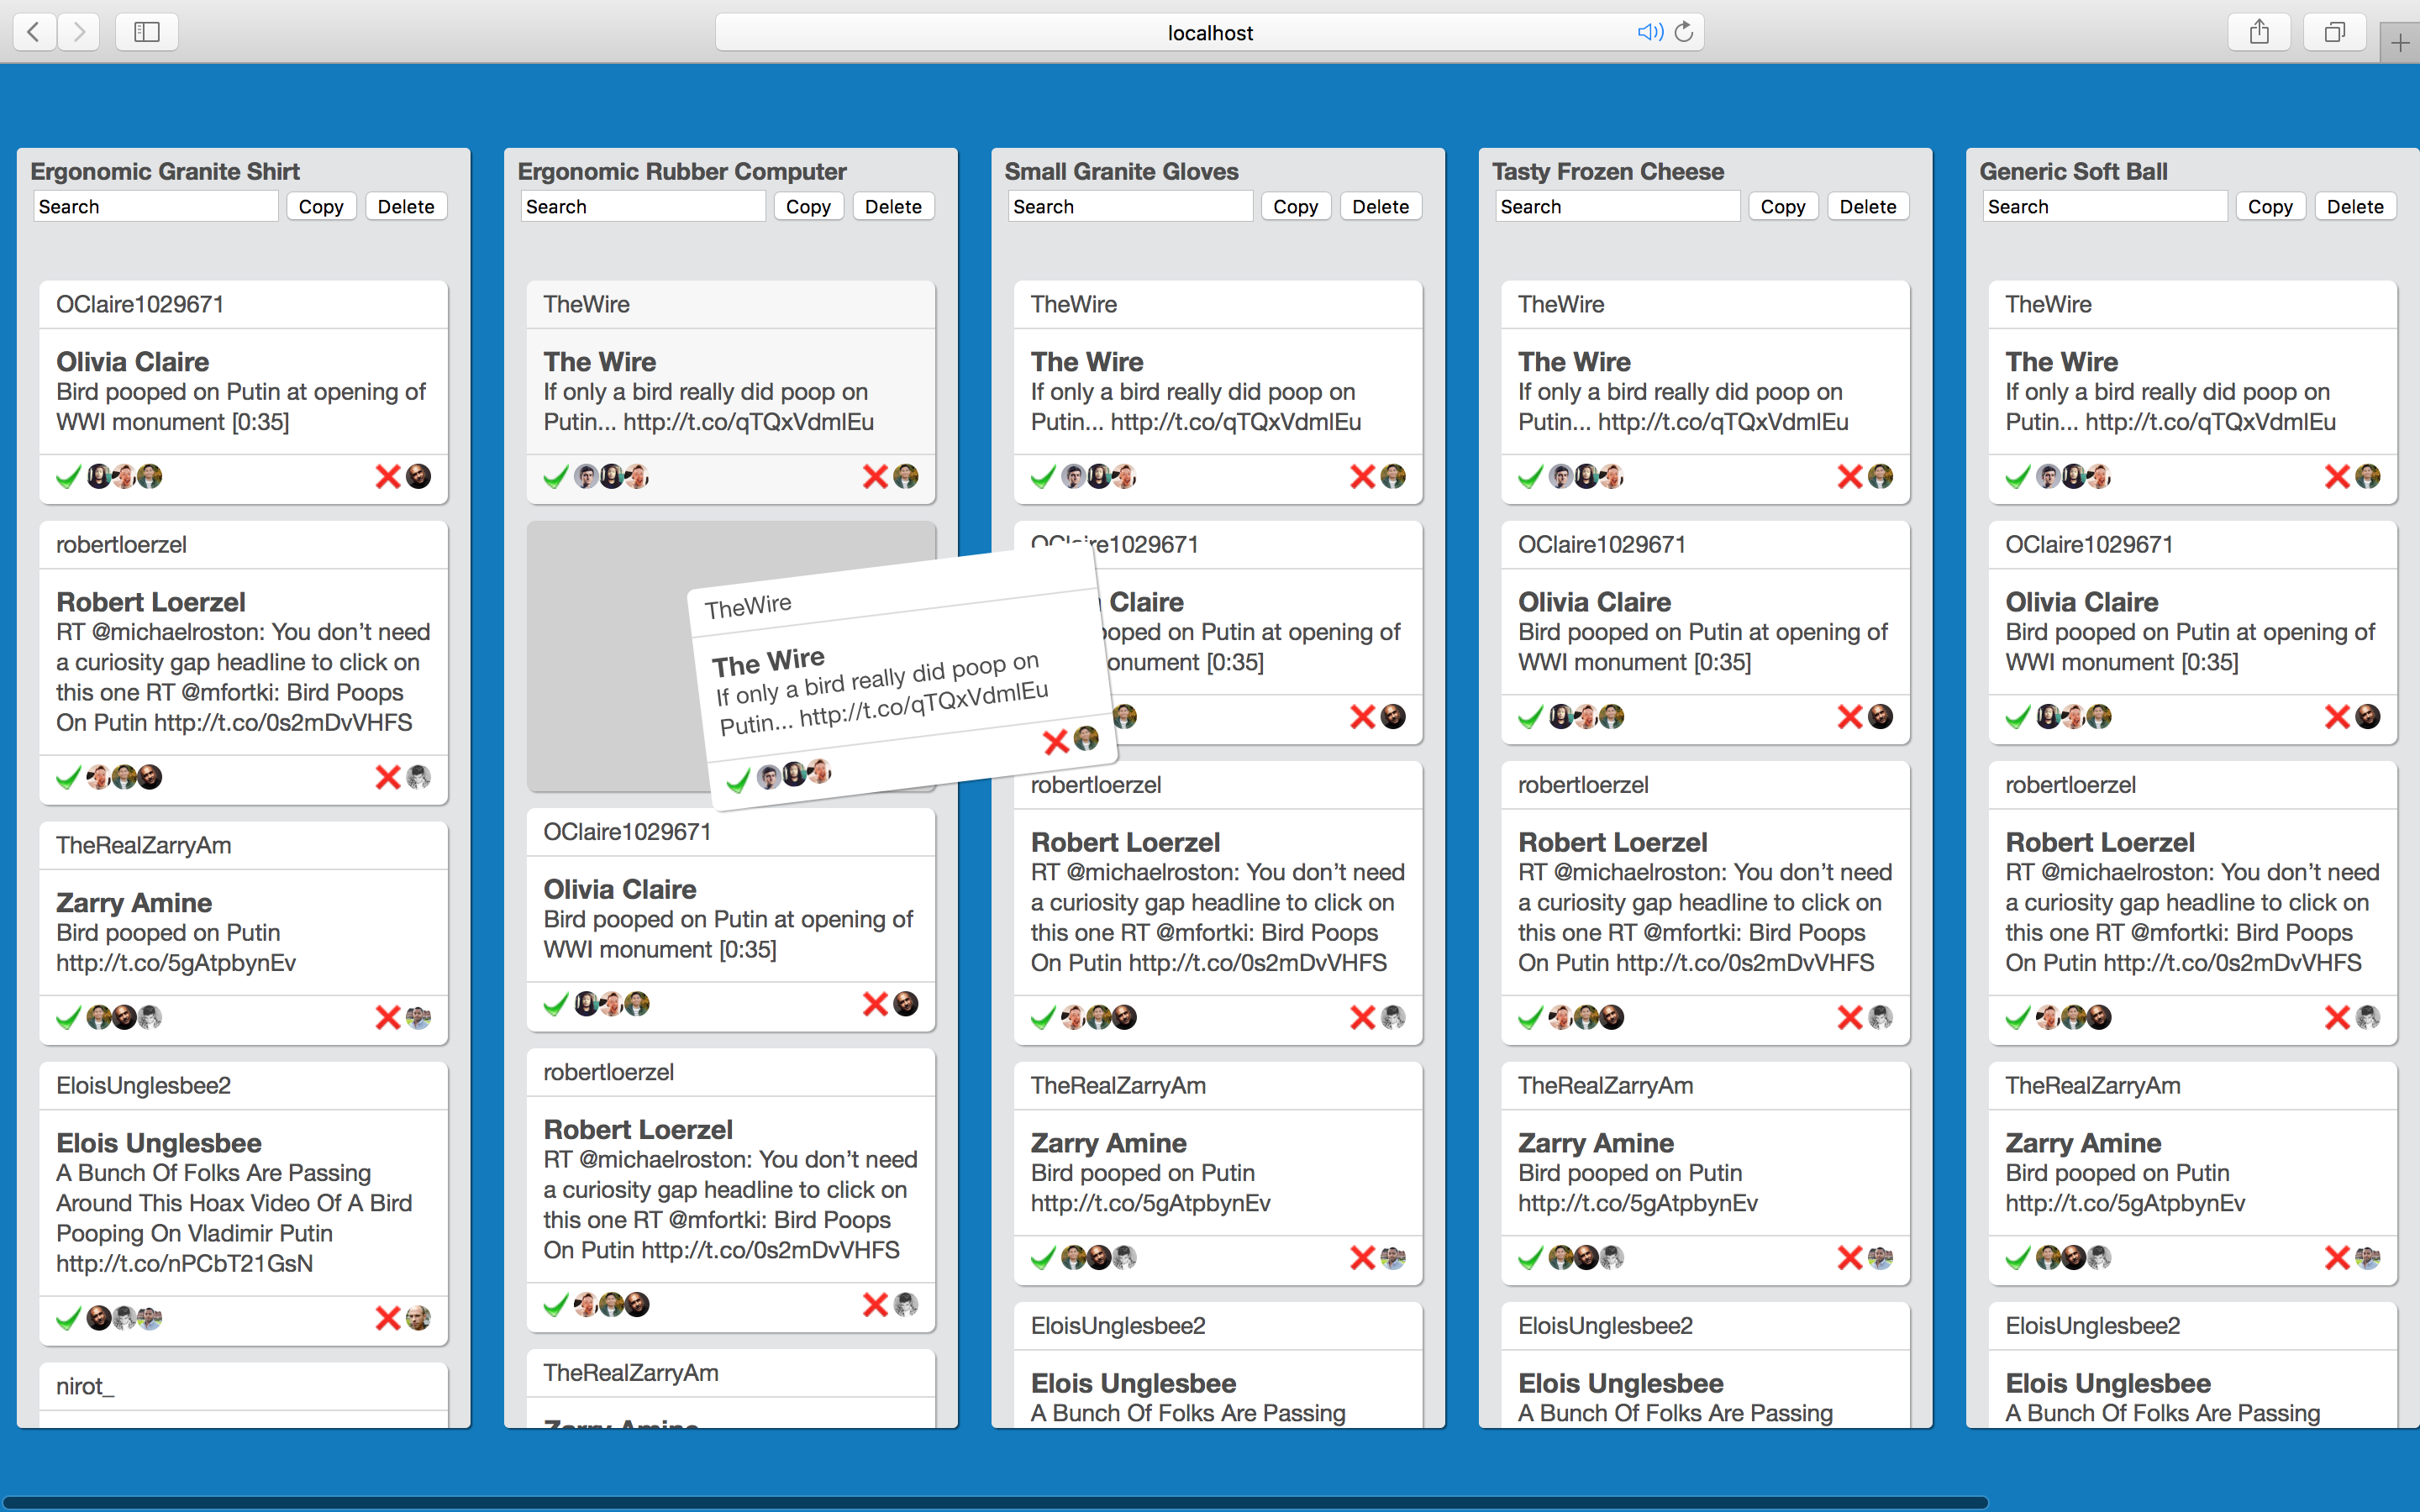 localhost
Ergonomic Granite Shirt
Search Copy Delete
OClaire1029671
Olivia Claire
Bird pooped on Putin at opening of
WWI monument [0:35]
robertloerzel
Robert Loerzel
RT @michaelroston: You don’t need
a curiosity gap headline to click on
this one RT @mfortki: Bird Poops
On Putin http://t.co/0s2mDvVHFS
TheRealZarryAm
Zarry Amine
Bird pooped on Putin
http://t.co/5gAtpbynEv
EloisUnglesbee2
Elois Unglesbee
A Bunch Of Folks Are Passing
Around This Hoax Video Of A Bird
Pooping On Vladimir Putin
http://t.co/nPCbT21GsN
nirot_
Ergonomic Rubber Computer
Search Copy Delete
TheWire
The Wire
If only a bird really did poop on
Putin... http://t.co/qTQxVdmlEu
TheWire
The Wire
If only a bird really did poop on
Putin... http://t.co/qTQxVdmlEu
OClaire1029671
Olivia Claire
Bird pooped on Putin at opening of
WWI monument [0:35]
robertloerzel
Robert Loerzel
RT @michaelroston: You don’t need
a curiosity gap headline to click on
this one RT @mfortki: Bird Poops
On Putin http://t.co/0s2mDvVHFS
TheRealZarryAm
Zarry Amine
Small Granite Gloves
Search Copy Delete
TheWire
The Wire
If only a bird really did poop on
Putin... http://t.co/qTQxVdmlEu
OClaire1029671
Claire
on Putin at opening of
[0:35]
robertloerzel
Robert Loerzel
RT @michaelroston: You don’t need
a curiosity gap headline to click on
this one RT @mfortki: Bird Poops
On Putin http://t.co/0s2mDvVHFS
TheRealZarryAm
Zarry Amine
Bird pooped on Putin
http://t.co/5gAtpbynEv
EloisUnglesbee2
Elois Unglesbee
A Bunch Of Folks Are Passing
Tasty Frozen Cheese
Search Copy Delete
TheWire
The Wire
If only a bird really did poop on
Putin... http://t.co/qTQxVdmlEu
OClaire1029671
Olivia Claire
Bird pooped on Putin at opening of
WWI monument [0:35]
robertloerzel
Robert Loerzel
RT @michaelroston: You don’t need
a curiosity gap headline to click on
this one RT @mfortki: Bird Poops
On Putin http://t.co/0s2mDvVHFS
TheRealZarryAm
Zarry Amine
Bird pooped on Putin
http://t.co/5gAtpbynEv
EloisUnglesbee2
Elois Unglesbee
A Bunch Of Folks Are Passing
Generic Soft Ball
Search Copy Delete
TheWire
The Wire
If only a bird really did poop on
Putin... http://t.co/qTQxVdmlEu
OClaire1029671
Olivia Claire
Bird pooped on Putin at opening of
WWI monument [0:35]
robertloerzel
Robert Loerzel
RT @michaelroston: You don’t need
a curiosity gap headline to click on
this one RT @mfortki: Bird Poops
On Putin http://t.co/0s2mDvVHFS
TheRealZarryAm
Zarry Amine
Bird pooped on Putin
http://t.co/5gAtpbynEv
EloisUnglesbee2
Elois Unglesbee
A Bunch Of Folks Are Passing